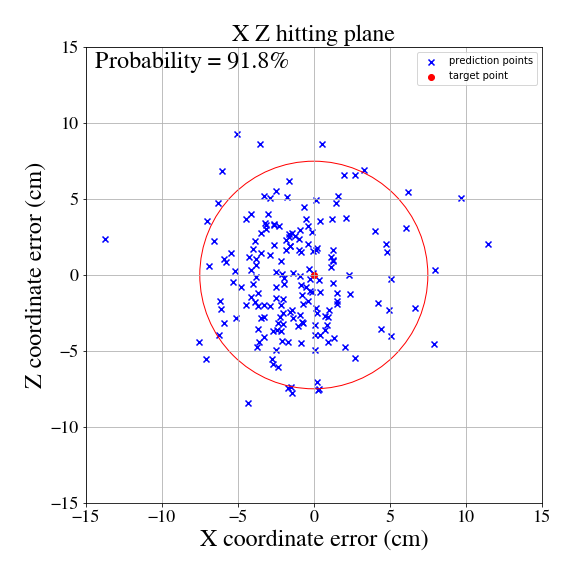 X Z hitting plane
Probability = 91.8%
prediction points
target point
15
10
5
0
−5
−10
−15
Z coordinate error (cm)
−15 −10 −5 0 5 10 15
X coordinate error (cm)